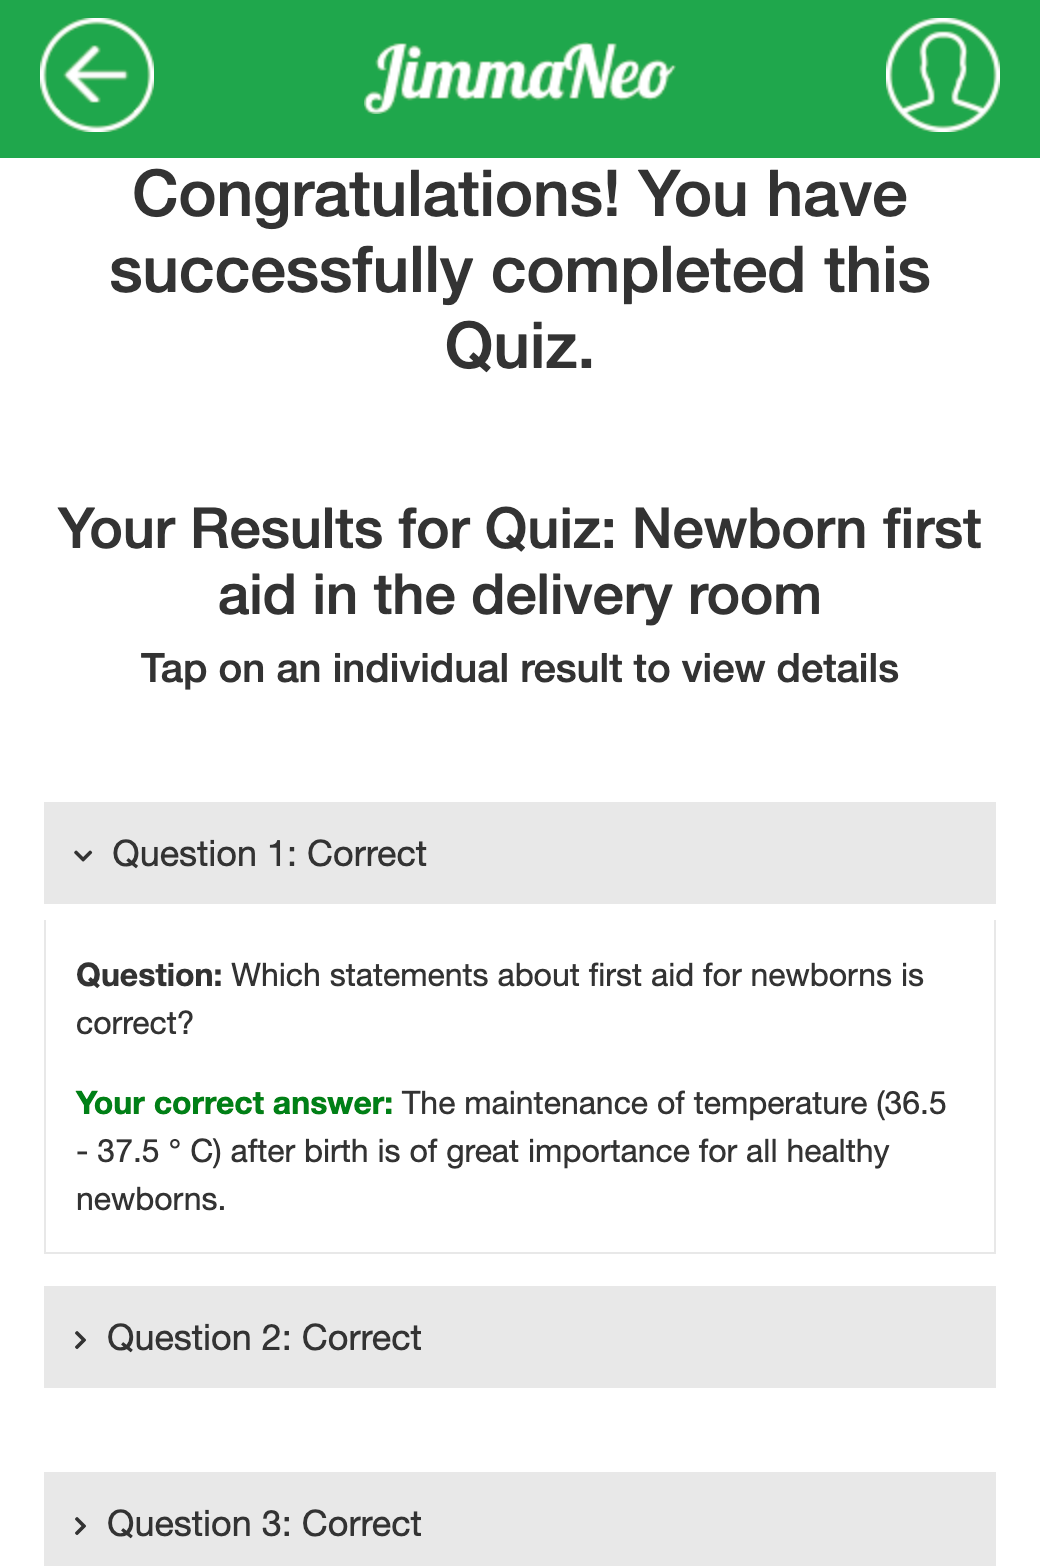 JimmaNeo
Congratulations! You have
successfully completed this
Quiz.
Your Results for Quiz: Newborn first
aid in the delivery room
Tap on an individual result to view details
Question 1: Correct
Question: Which statements about first aid for newborns is
correct?
Your correct answer: The maintenance of temperature (36.5
- 37.5 ° C) after birth is of great importance for all healthy
newborns.
Question 2: Correct
Question 3: Correct